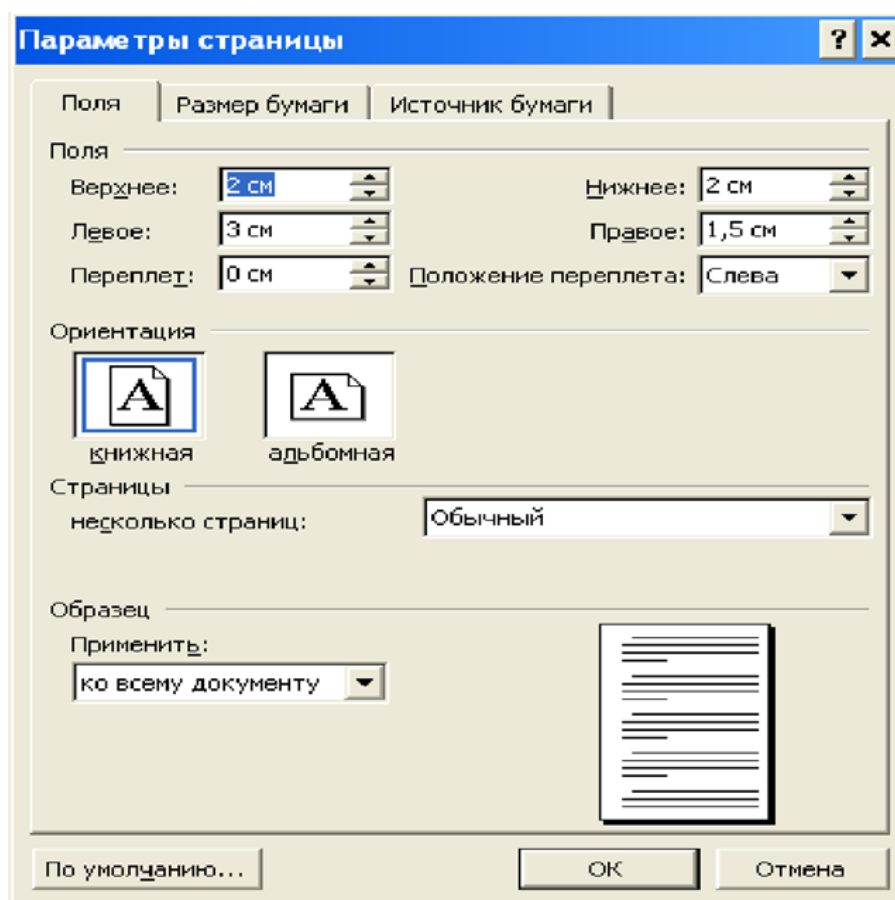 Параметры страницы
Поля Размер бумаги Источник бумаги
Поля
Верхнее: 2 см Нижнее: 2 см
Левое: 3 см Правое: 1,5 см
Переплет: 0 см Положение переплета: Слева
Ориентация
A A
книжная альбомная
Страницы
несколько страниц: Обычный
Образец
Применить:
ко всему документу
По умолчанию... ОК Отмена